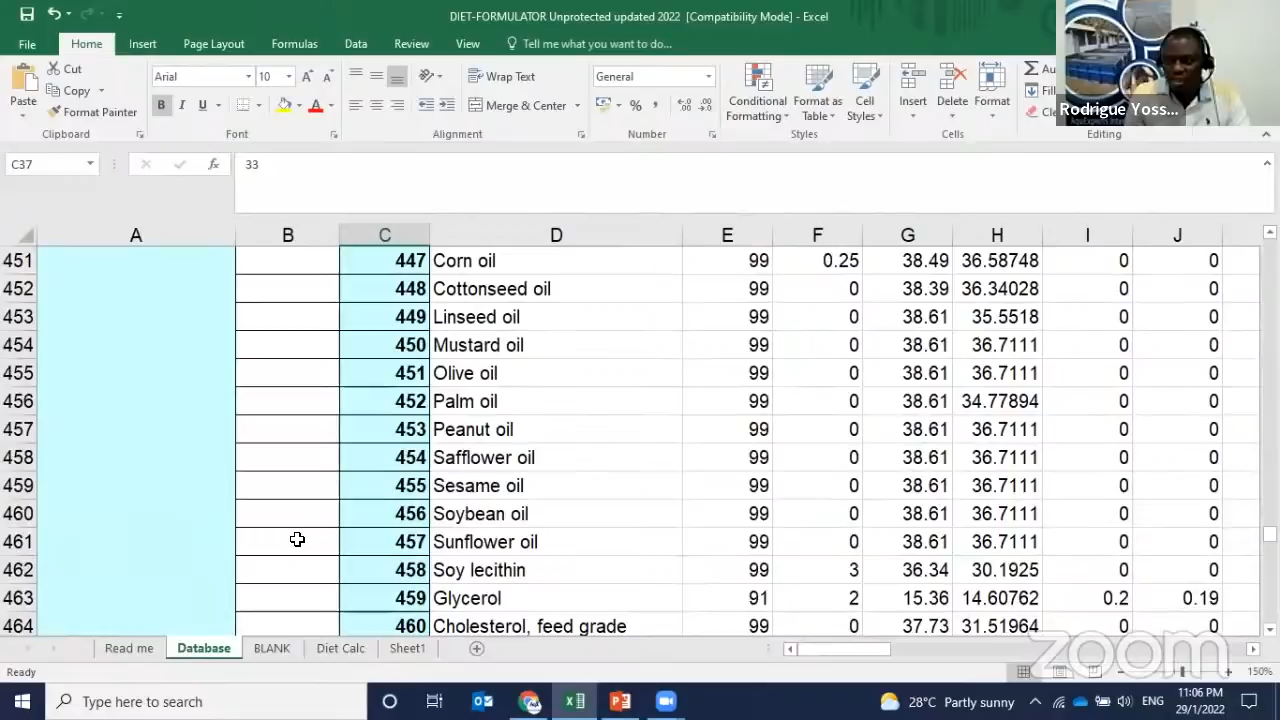 DIET-FORMULATOR Unprotected updated 2022 [Compatibility Mode] - Excel
File Home Insert Page Layout Formulas Data Review View Tell me what you want to do...
Paste Cut Copy Format Painter
Clipboard
Arial 10
B I U
Font
Wrap Text
Merge & Center
Alignment
General
Number
Conditional Formatting Format as Table Cell Styles
Styles
Insert Delete Format
Cells
Editing
Rodrigue Yoss...
C37 fx 33
A B C D E F G H I J
451 447 Corn oil 99 0.25 38.49 36.58748 0 0
452 448 Cottonseed oil 99 0 38.39 36.34028 0 0
453 449 Linseed oil 99 0 38.61 35.5518 0 0
454 450 Mustard oil 99 0 38.61 36.7111 0 0
455 451 Olive oil 99 0 38.61 36.7111 0 0
456 452 Palm oil 99 0 38.61 34.77894 0 0
457 453 Peanut oil 99 0 38.61 36.7111 0 0
458 454 Safflower oil 99 0 38.61 36.7111 0 0
459 455 Sesame oil 99 0 38.61 36.7111 0 0
460 456 Soybean oil 99 0 38.61 36.7111 0 0
461 457 Sunflower oil 99 0 38.61 36.7111 0 0
462 458 Soy lecithin 99 3 36.34 30.1925 0 0
463 459 Glycerol 91 2 15.36 14.60762 0.2 0.19
464 460 Cholesterol, feed grade 99 0 37.73 31.51964 0 0
Read me Database BLANK Diet Calc Sheet1
zoom
Ready 150%
Type here to search
28°C Partly sunny ENG 11:06 PM
29/1/2022